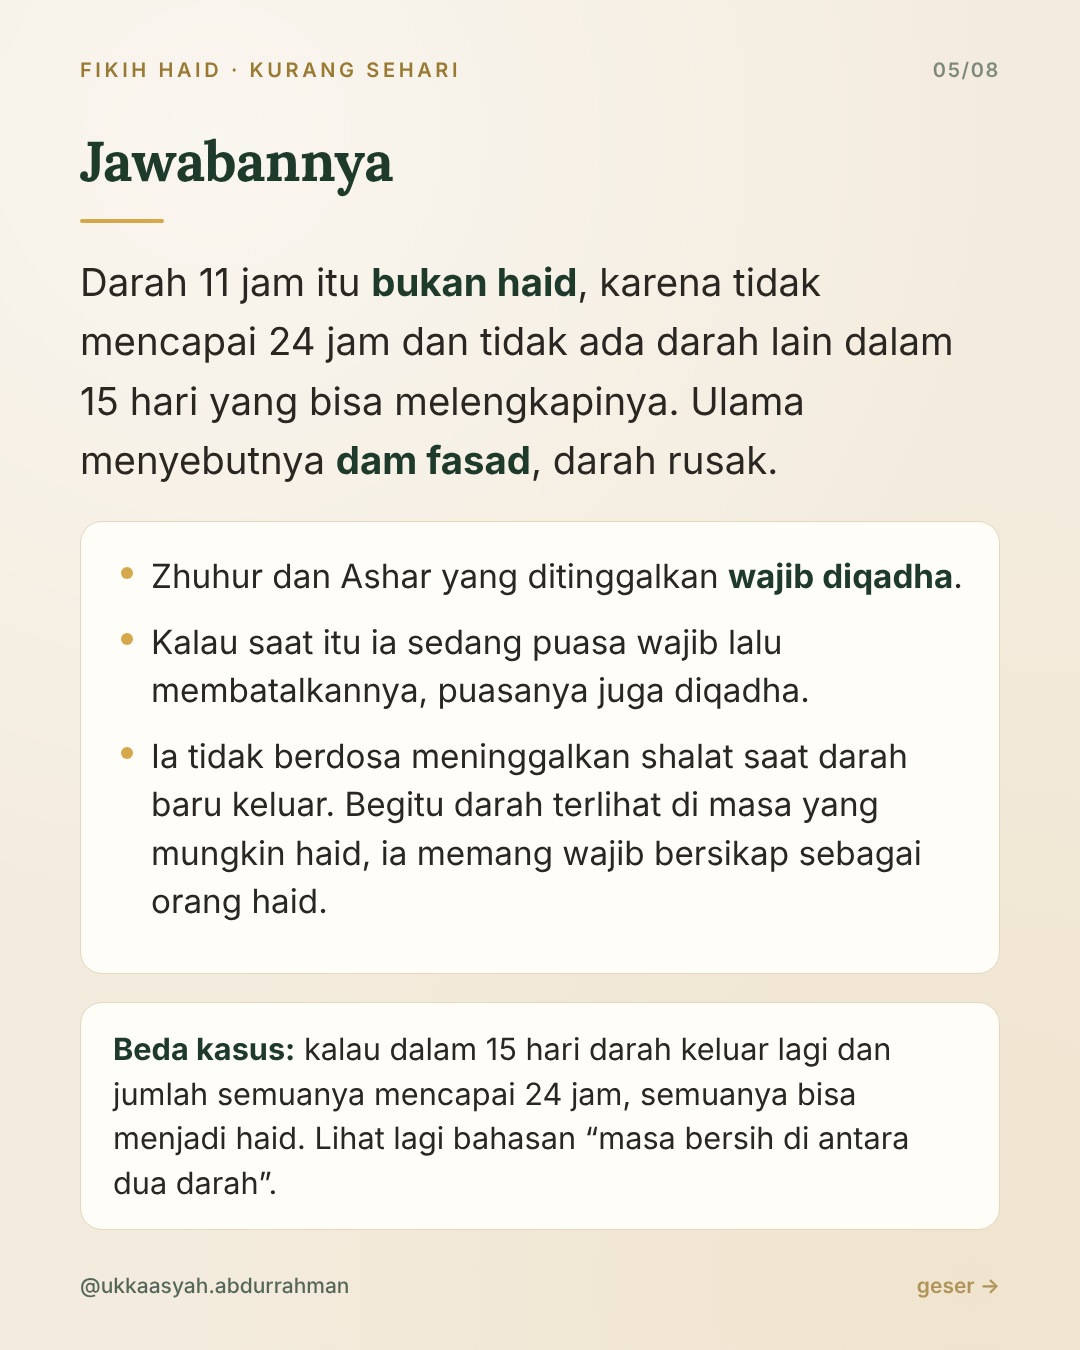 FIKIH HAID · KURANG SEHARI
05/08
Jawabannya
Darah 11 jam itu bukan haid, karena tidak
mencapai 24 jam dan tidak ada darah lain dalam
15 hari yang bisa melengkapinya. Ulama
menyebutnya dam fasad, darah rusak.
• Zhuhur dan Ashar yang ditinggalkan wajib diqadha.
• Kalau saat itu ia sedang puasa wajib lalu
membatalkannya, puasanya juga diqadha.
• Ia tidak berdosa meninggalkan shalat saat darah
baru keluar. Begitu darah terlihat di masa yang
mungkin haid, ia memang wajib bersikap sebagai
orang haid.
Beda kasus: kalau dalam 15 hari darah keluar lagi dan
jumlah semuanya mencapai 24 jam, semuanya bisa
menjadi haid. Lihat lagi bahasan “masa bersih di antara
dua darah”.
@ukkaasyah.abdurrahman
geser →